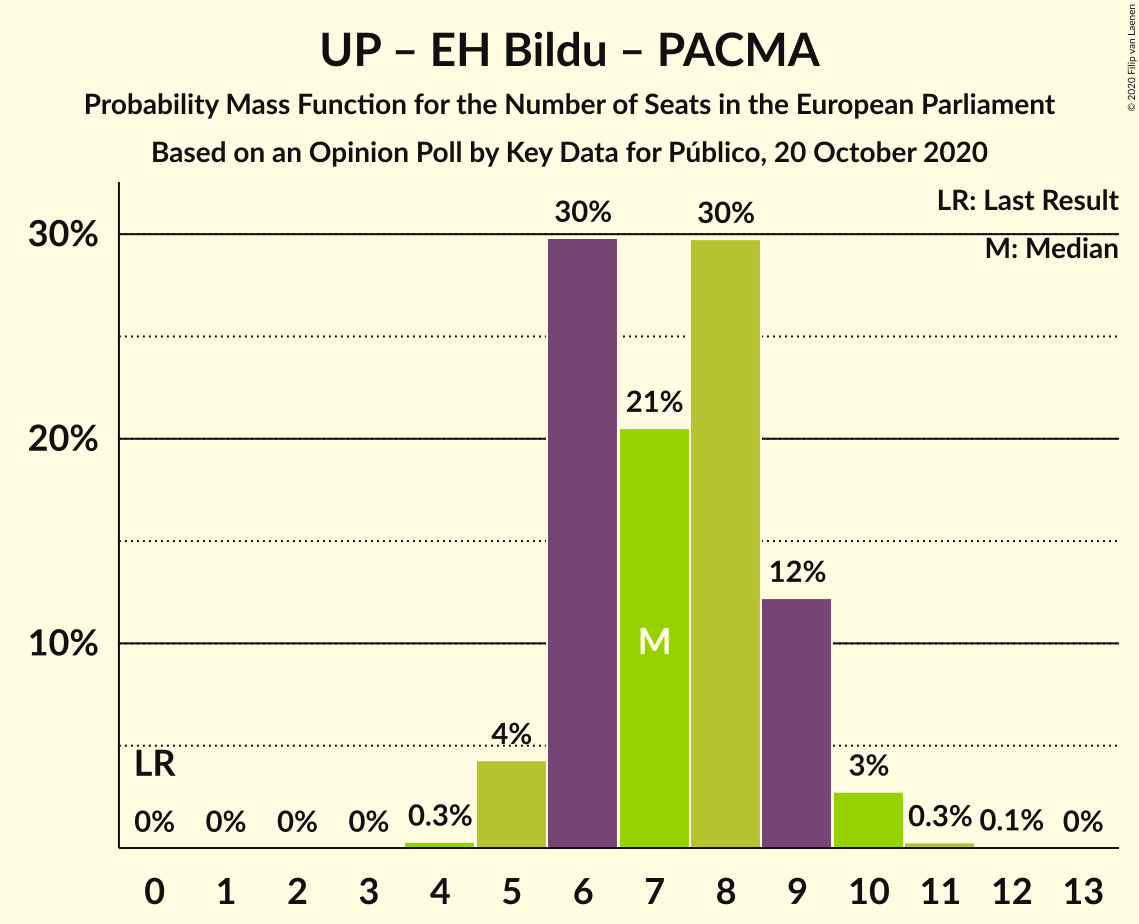 UP – EH Bildu – PACMA
Probability Mass Function for the Number of Seats in the European Parliament
Based on an Opinion Poll by Key Data for Público, 20 October 2020
© 2020 Filip van Laenen
LR: Last Result
M: Median
30%
20%
10%
LR
0%
0%
0%
0%
0.3%
4%
30%
21%
M
30%
12%
3%
0.3%
0.1%
0%
0 1 2 3 4 5 6 7 8 9 10 11 12 13